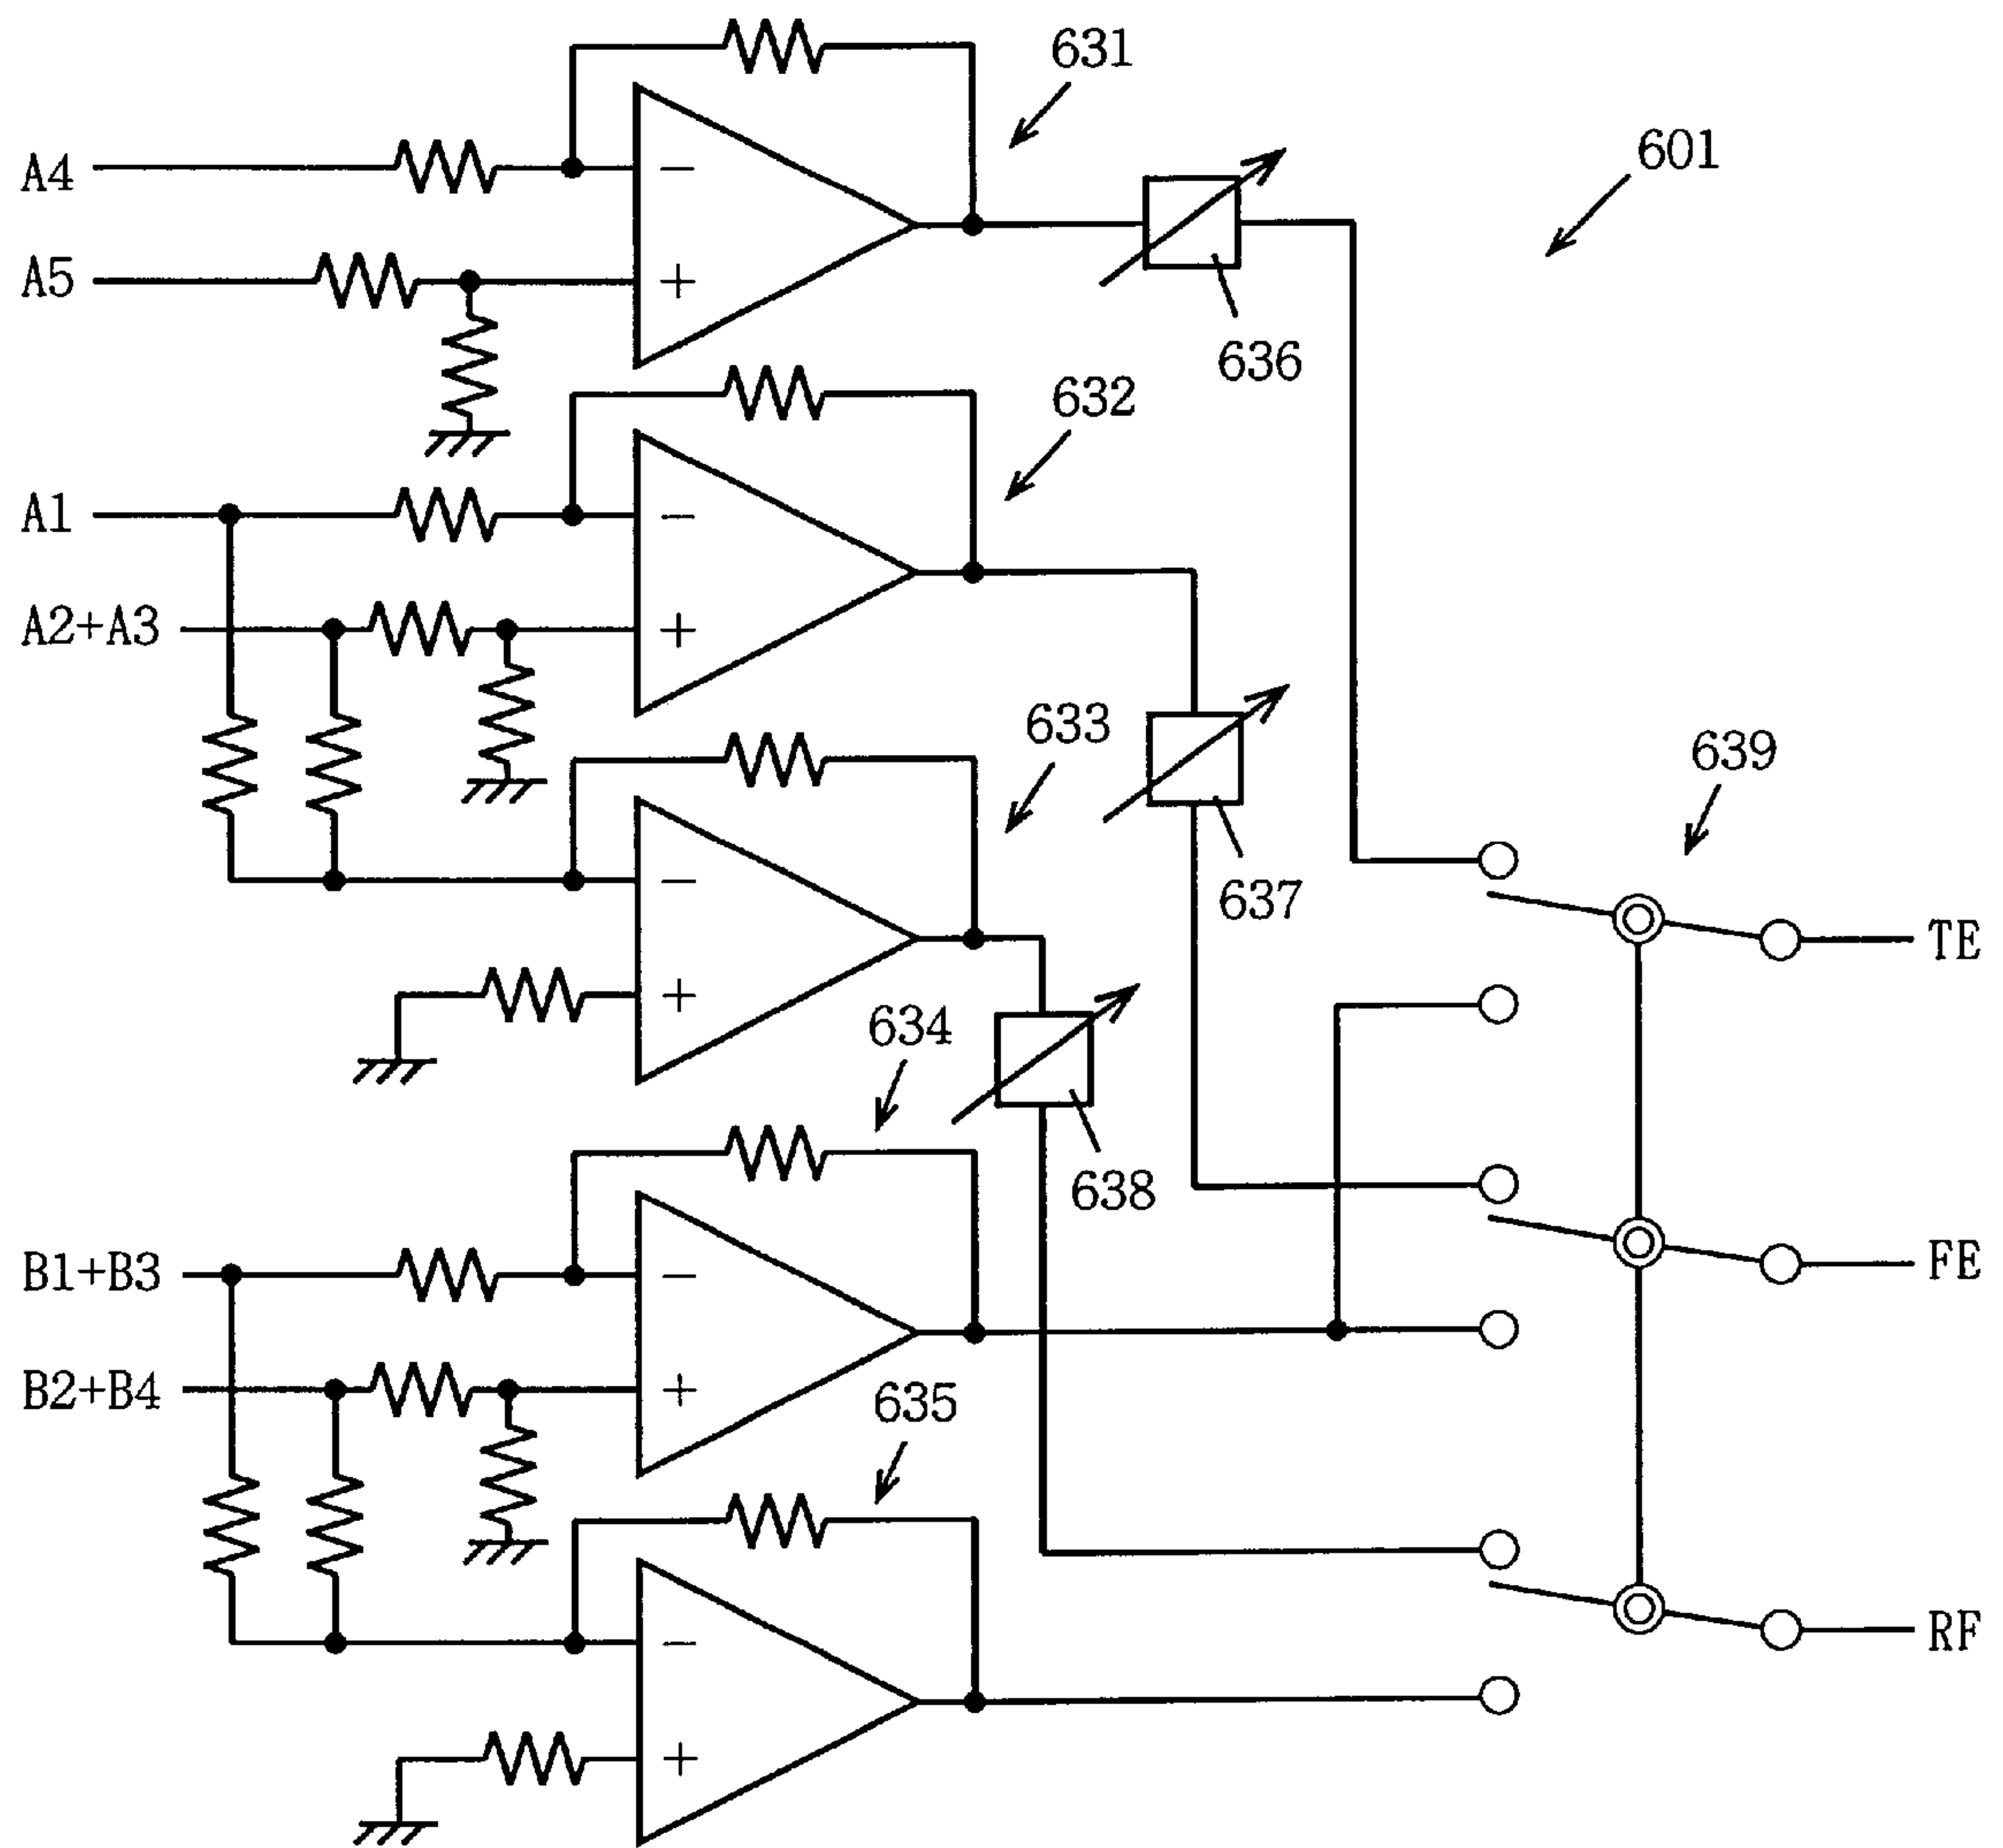 631
601
A4
−
A5
+
636
632
A1
−
A2+A3
+
633
639
637
−
TE
+
634
638
FE
B1+B3
−
B2+B4
+
635
RF
−
+